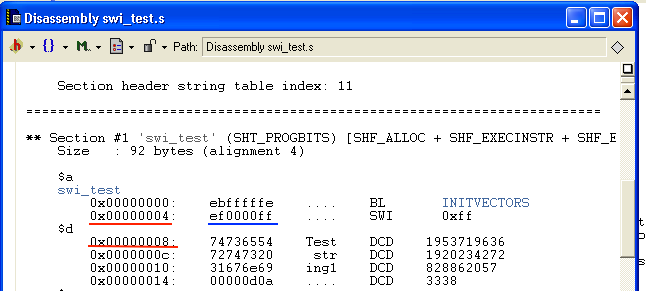 Disassembly swi_test.s
h {} M.. Path: Disassembly swi_test.s
Section header string table index: 11
========================================================================
** Section #1 'swi_test' (SHT_PROGBITS) [SHF_ALLOC + SHF_EXECINSTR + SHF_E
Size : 92 bytes (alignment 4)
$a
swi_test
0x00000000: ebfffffe .... BL INITVECTORS
0x00000004: ef0000ff .... SWI 0xff
$d
0x00000008: 74736554 Test DCD 1953719636
0x0000000c: 72747320 str DCD 1920234272
0x00000010: 31676e69 ing1 DCD 828862057
0x00000014: 00000d0a .... DCD 3338